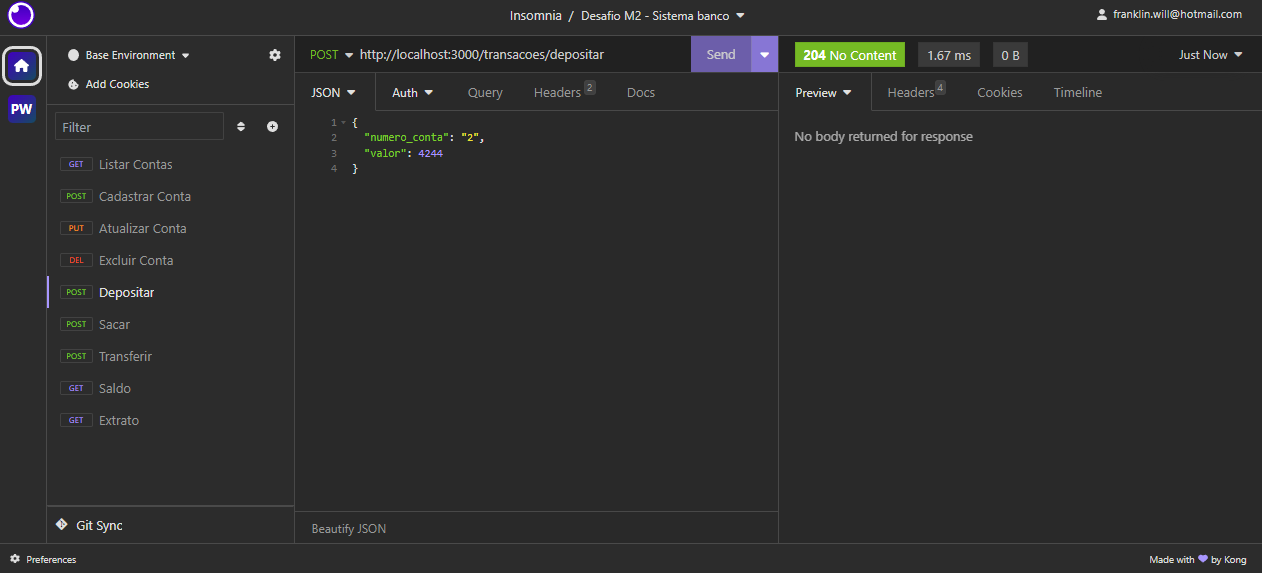 Insomnia / Desafio M2 - Sistema banco
franklin.will@hotmail.com
PW
Base Environment
Add Cookies
Filter
GET Listar Contas
POST Cadastrar Conta
PUT Atualizar Conta
DEL Excluir Conta
POST Depositar
POST Sacar
POST Transferir
GET Saldo
GET Extrato
Git Sync
POST http://localhost:3000/transacoes/depositar Send
JSON Auth Query Headers 2 Docs
1 {
2 "numero_conta": "2",
3 "valor": 4244
4 }
Beautify JSON
204 No Content 1.67 ms 0 B Just Now
Preview Headers 4 Cookies Timeline
No body returned for response
Preferences
Made with 💜 by Kong